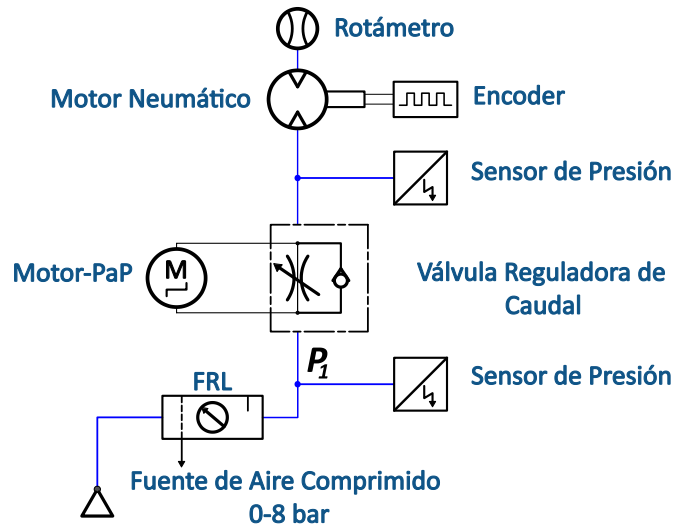 Rotámetro
Motor Neumático
Encoder
Sensor de Presión
Motor-PaP
M
Válvula Reguladora de
Caudal
P1
FRL
Sensor de Presión
Fuente de Aire Comprimido
0-8 bar